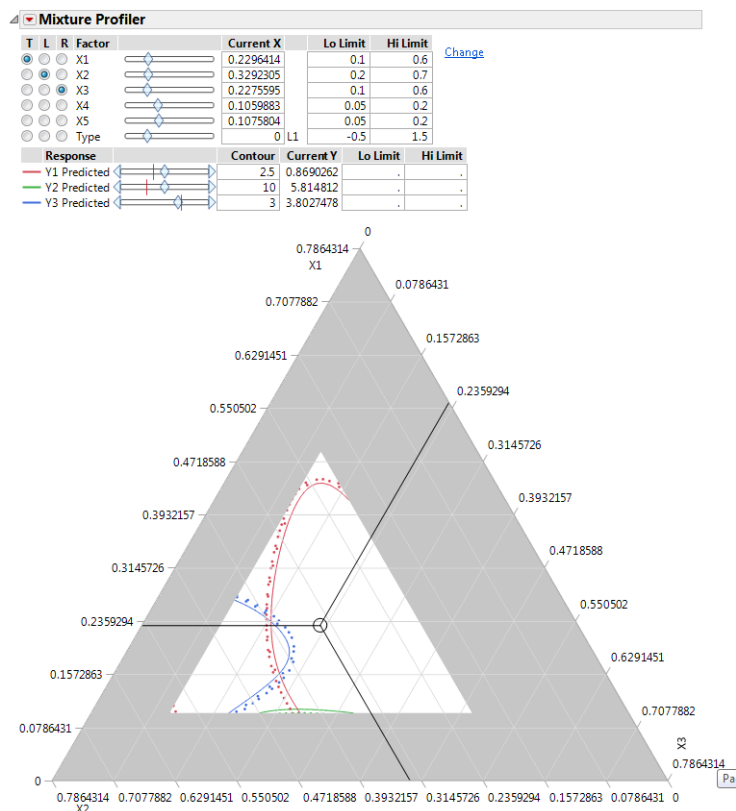 Mixture Profiler
T L R Factor Current X Lo Limit Hi Limit
Change
X1 0.2296414 0.1 0.6
X2 0.3292305 0.2 0.7
X3 0.2275595 0.1 0.6
X4 0.1059883 0.05 0.2
X5 0.1075804 0.05 0.2
Type 0 L1 -0.5 1.5
Response Contour Current Y Lo Limit Hi Limit
Y1 Predicted 2.5 0.8690262 . .
Y2 Predicted 10 5.814812 . .
Y3 Predicted 3 3.8027478 . .
0
0.7864314
X1
0.0786431
0.7077882
0.1572863
0.6291451
0.2359294
0.550502
0.3145726
0.4718588
0.3932157
0.3932157
0.4718588
0.3145726
0.550502
0.2359294
0.6291451
0.1572863
0.7077882
0.0786431
X3
0.7864314
0
Pa
0.7864314 0.7077882 0.6291451 0.550502 0.4718588 0.3932157 0.3145726 0.2359294 0.1572863 0.0786431 0
X2